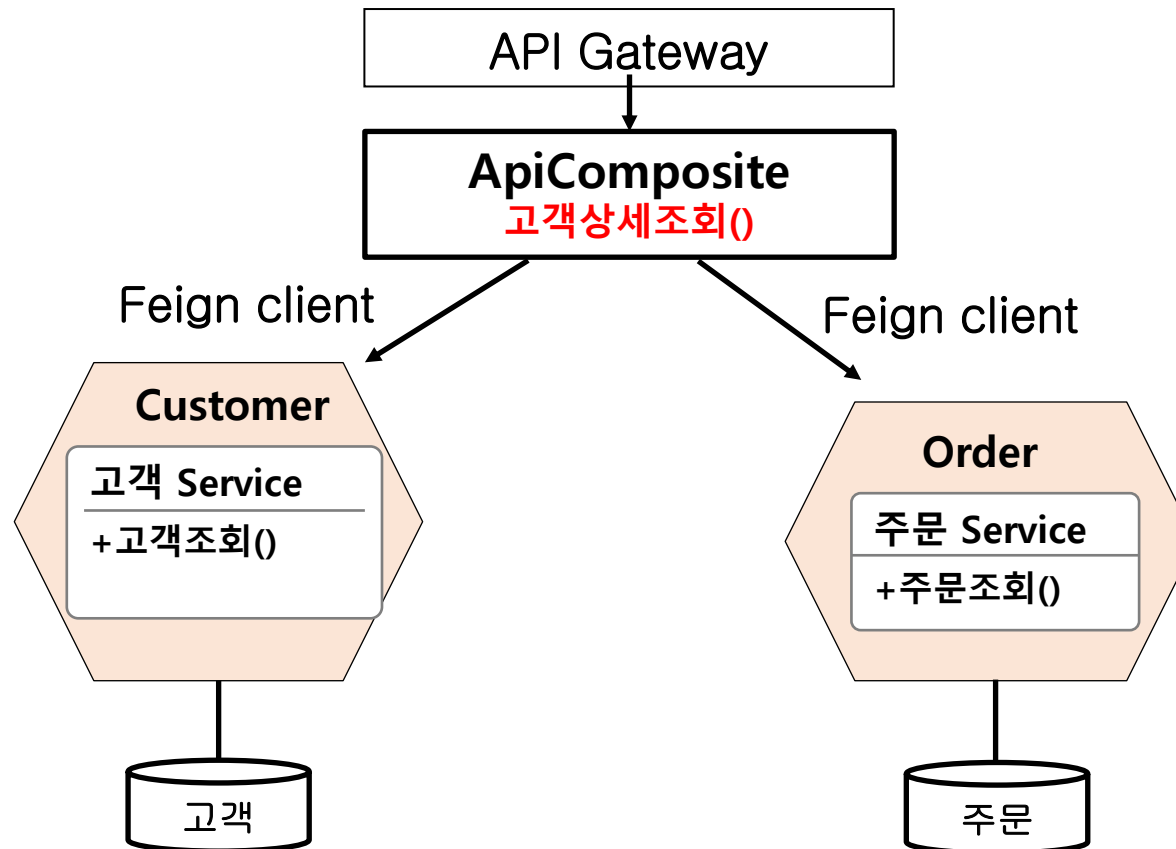 API Gateway
ApiComposite
고객상세조회()
Feign client
Feign client
Customer
고객 Service
+고객조회()
Order
주문 Service
+주문조회()
고객
주문